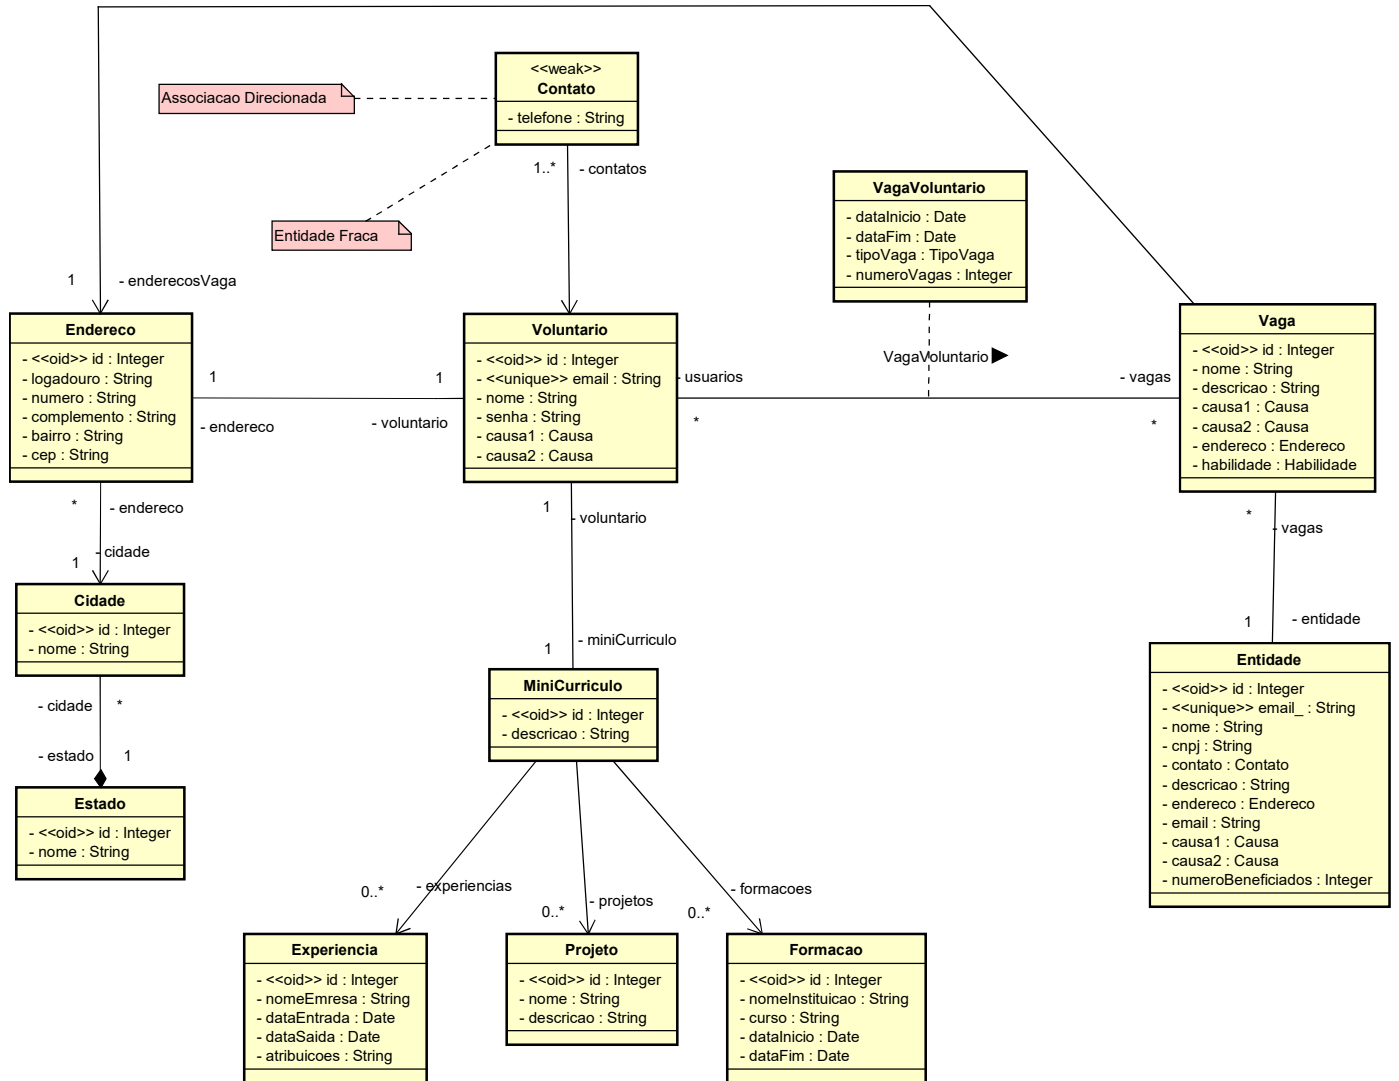 <<weak>>
Contato
- telefone : String
Associacao Direcionada
Entidade Fraca
1..*
- contatos
VagaVoluntario
- dataInicio : Date
- dataFim : Date
- tipoVaga : TipoVaga
- numeroVagas : Integer
1
- enderecosVaga
Endereco
- <<oid>> id : Integer
- logadouro : String
- numero : String
- complemento : String
- bairro : String
- cep : String
1
- endereco
1
- voluntario
Voluntario
- <<oid>> id : Integer
- <<unique>> email : String
- nome : String
- senha : String
- causa1 : Causa
- causa2 : Causa
- usuarios
*
VagaVoluntario
- vagas
*
Vaga
- <<oid>> id : Integer
- nome : String
- descricao : String
- causa1 : Causa
- causa2 : Causa
- endereco : Endereco
- habilidade : Habilidade
*
- endereco
- cidade
1
Cidade
- <<oid>> id : Integer
- nome : String
- cidade
*
- estado
1
Estado
- <<oid>> id : Integer
- nome : String
1
- voluntario
- miniCurriculo
1
MiniCurriculo
- <<oid>> id : Integer
- descricao : String
*
- vagas
- entidade
1
Entidade
- <<oid>> id : Integer
- <<unique>> email_ : String
- nome : String
- cnpj : String
- contato : Contato
- descricao : String
- endereco : Endereco
- email : String
- causa1 : Causa
- causa2 : Causa
- numeroBeneficiados : Integer
0..*
- experiencias
0..*
- projetos
0..*
- formacoes
Experiencia
- <<oid>> id : Integer
- nomeEmresa : String
- dataEntrada : Date
- dataSaida : Date
- atribuicoes : String
Projeto
- <<oid>> id : Integer
- nome : String
- descricao : String
Formacao
- <<oid>> id : Integer
- nomeInstituicao : String
- curso : String
- dataInicio : Date
- dataFim : Date